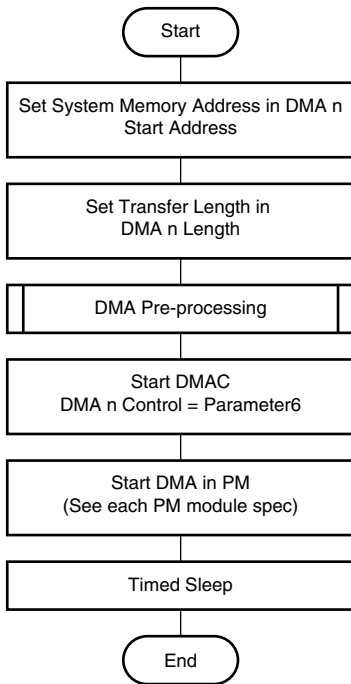 Start
Set System Memory Address in DMA n
Start Address
Set Transfer Length in
DMA n Length
DMA Pre-processing
Start DMAC
DMA n Control = Parameter6
Start DMA in PM
(See each PM module spec)
Timed Sleep
End